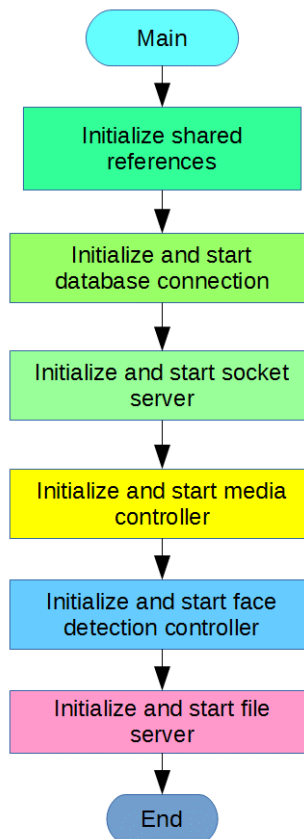 Main
Initialize shared
references
Initialize and start
database connection
Initialize and start socket
server
Initialize and start media
controller
Initialize and start face
detection controller
Initialize and start file
server
End